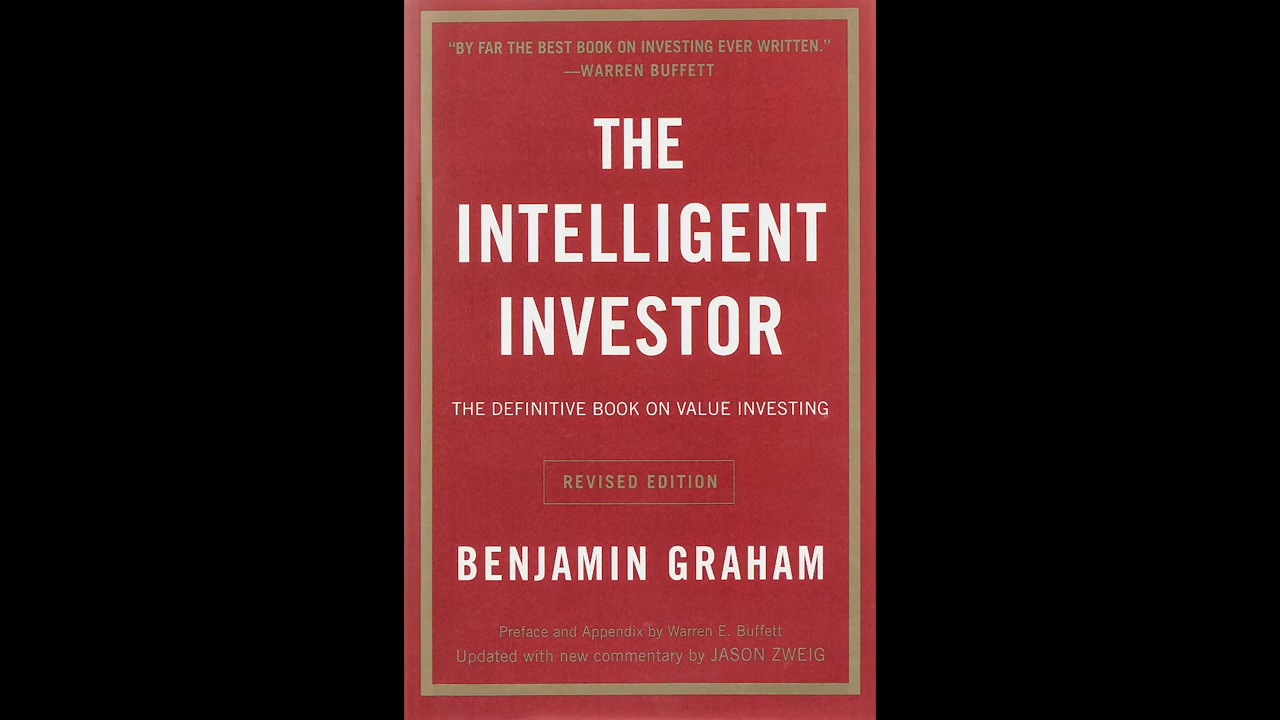 “BY FAR THE BEST BOOK ON INVESTING EVER WRITTEN.”
—WARREN BUFFETT
THE
INTELLIGENT
INVESTOR
THE DEFINITIVE BOOK ON VALUE INVESTING
REVISED EDITION
BENJAMIN GRAHAM
Preface and Appendix by Warren E. Buffett
Updated with new commentary by JASON ZWEIG